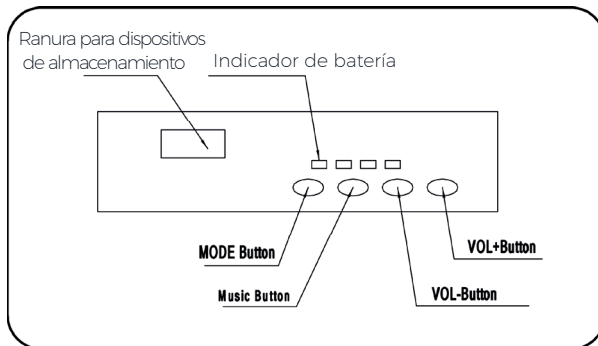 Ranura para dispositivos
de almacenamiento
Indicador de batería
MODE Button
VOL+Button
Music Button
VOL-Button